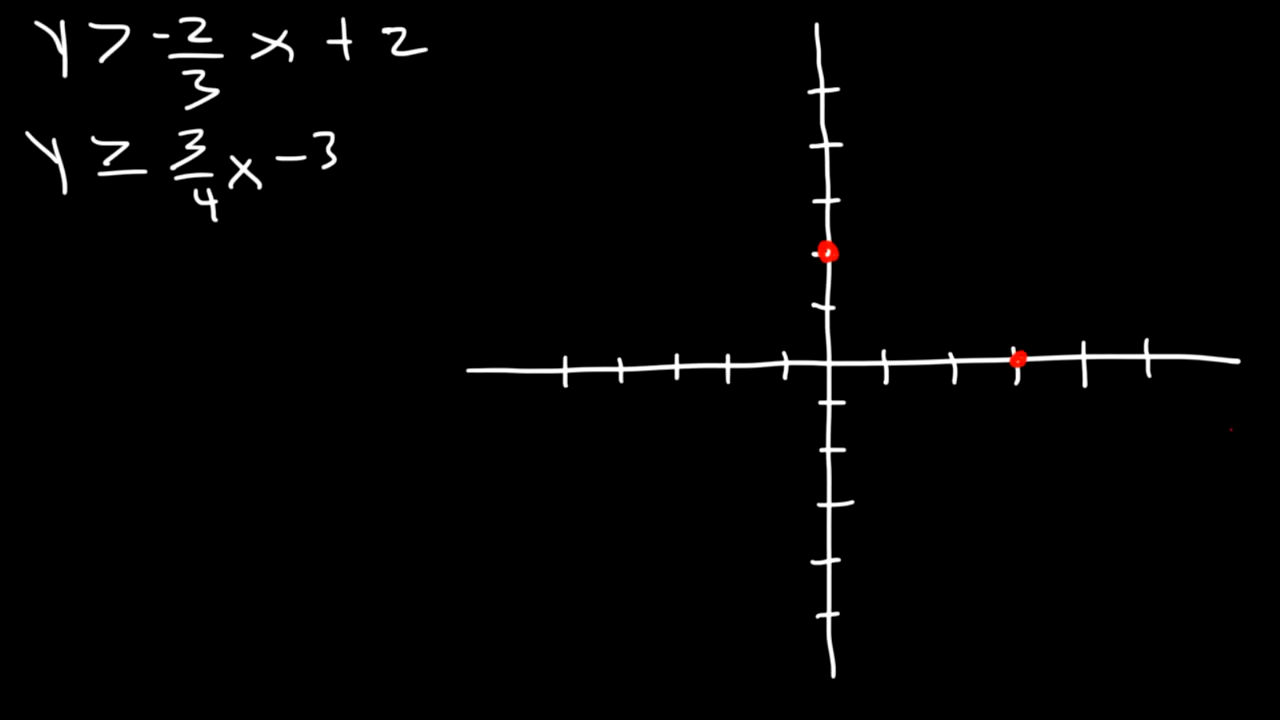 y > -2/3 x + 2
y ≥ 3/4 x - 3